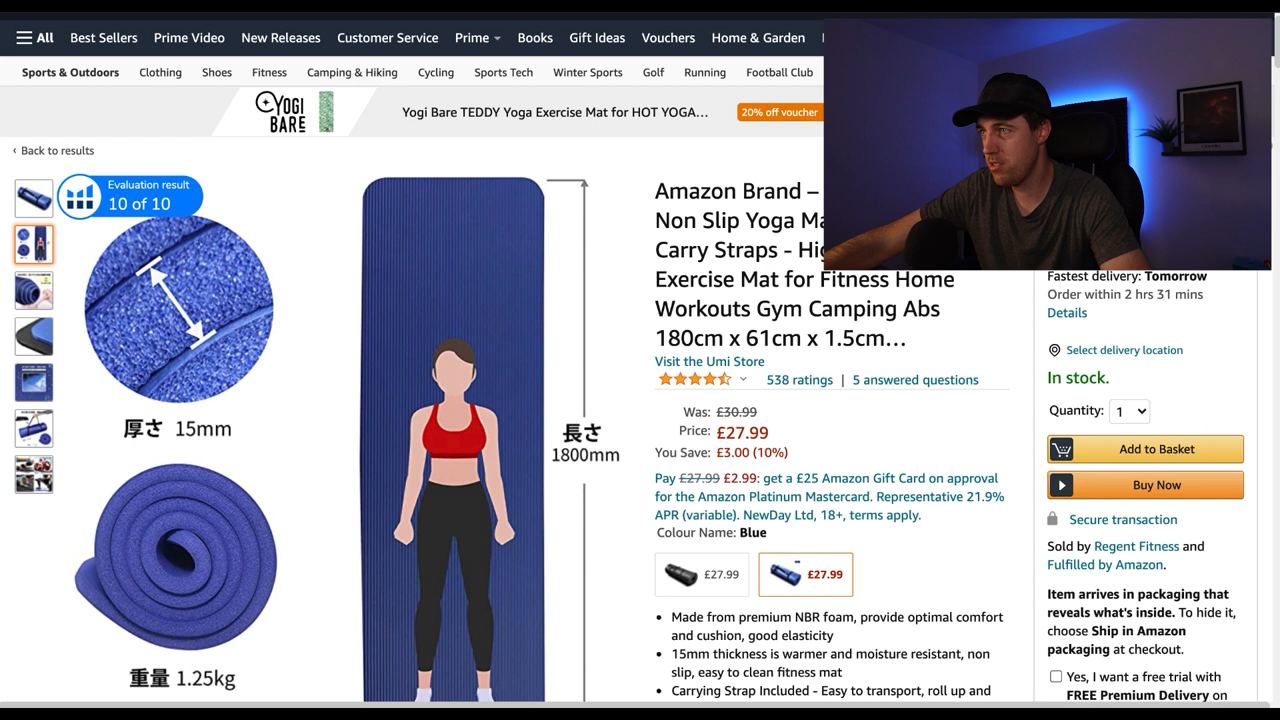 All Best Sellers Prime Video New Releases Customer Service Prime Books Gift Ideas Vouchers Home & Garden
Sports & Outdoors Clothing Shoes Fitness Camping & Hiking Cycling Sports Tech Winter Sports Golf Running Football Club
YOGI
BARE
Yogi Bare TEDDY Yoga Exercise Mat for HOT YOGA…
20% off voucher
‹ Back to results
Evaluation result
10 of 10
厚さ 15mm
重量 1.25kg
長さ
1800mm
Amazon Brand –
Non Slip Yoga
Carry Straps -
Exercise Mat for Fitness Home
Workouts Gym Camping Abs
180cm x 61cm x 1.5cm…
Visit the Umi Store
538 ratings | 5 answered questions
Was: £30.99
Price: £27.99
You Save: £3.00 (10%)
Pay £27.99 £2.99: get a £25 Amazon Gift Card on approval
for the Amazon Platinum Mastercard. Representative 21.9%
APR (variable). NewDay Ltd, 18+, terms apply.
Colour Name: Blue
£27.99 £27.99
• Made from premium NBR foam, provide optimal comfort
and cushion, good elasticity
• 15mm thickness is warmer and moisture resistant, non
slip, easy to clean fitness mat
• Carrying Strap Included - Easy to transport, roll up and
Fastest delivery: Tomorrow
Order within 2 hrs 31 mins
Details
Select delivery location
In stock.
Quantity: 1
Add to Basket
Buy Now
Secure transaction
Sold by Regent Fitness and
Fulfilled by Amazon.
Item arrives in packaging that
reveals what's inside. To hide it,
choose Ship in Amazon
packaging at checkout.
Yes, I want a free trial with
FREE Premium Delivery on